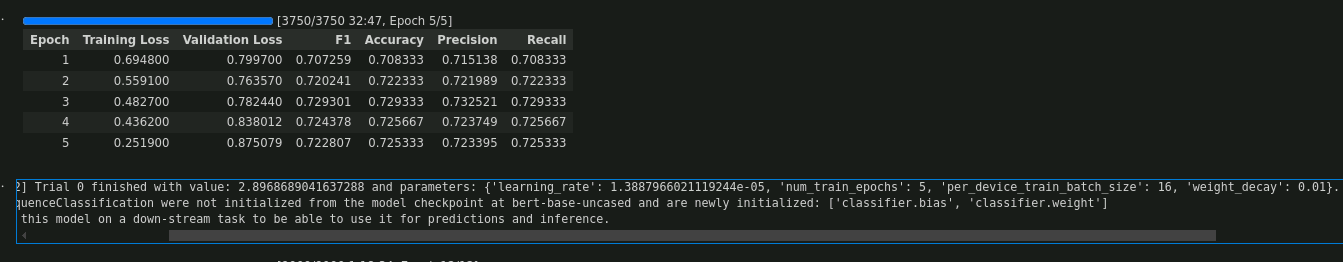 [3750/3750 32:47, Epoch 5/5]
Epoch Training Loss Validation Loss F1 Accuracy Precision Recall
1 0.694800 0.799700 0.707259 0.708333 0.715138 0.708333
2 0.559100 0.763570 0.720241 0.722333 0.721989 0.722333
3 0.482700 0.782440 0.729301 0.729333 0.732521 0.729333
4 0.436200 0.838012 0.724378 0.725667 0.723749 0.725667
5 0.251900 0.875079 0.722807 0.725333 0.723395 0.725333
2] Trial 0 finished with value: 2.8968689041637288 and parameters: {'learning_rate': 1.3887966021119244e-05, 'num_train_epochs': 5, 'per_device_train_batch_size': 16, 'weight_decay': 0.01}.
quenceClassification were not initialized from the model checkpoint at bert-base-uncased and are newly initialized: ['classifier.bias', 'classifier.weight']
this model on a down-stream task to be able to use it for predictions and inference.